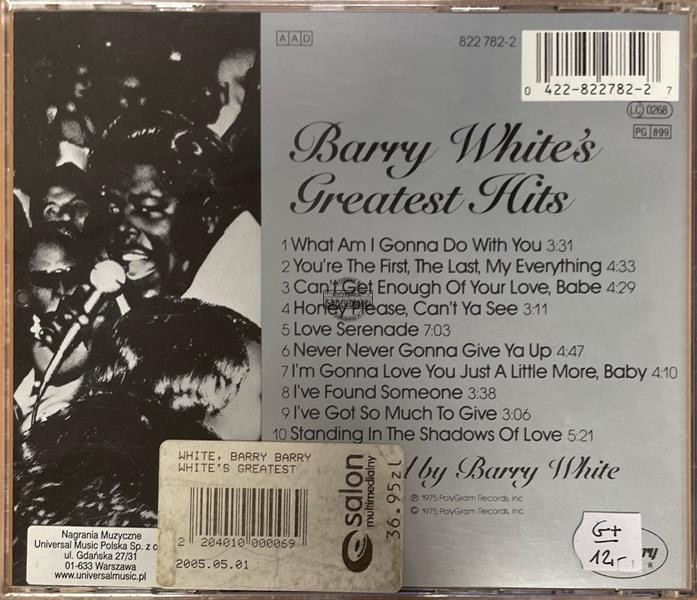 AAD
822 782-2
0 422-822782-2 7
LC 0268
PG 899
Barry White's
Greatest Hits
1 What Am I Gonna Do With You 3:31
2 You're The First, The Last, My Everything 4:33
3 Can't Get Enough Of Your Love, Babe 4:29
4 Honey Please, Can't Ya See 3:11
5 Love Serenade 7:03
6 Never Never Gonna Give Ya Up 4:47
7 I'm Gonna Love You Just A Little More, Baby 4:10
8 I've Found Someone 3:38
9 I've Got So Much To Give 3:06
10 Standing In The Shadows Of Love 5:21
by Barry White
℗ 1975 PolyGram Records, Inc
© 1975 PolyGram Records, Inc
WHITE, BARRY BARRY
WHITE'S GREATEST
2 204010 000069
2005.05.01
salon
multimedialny
36.95zl
Nagrania Muzyczne
Universal Music Polska Sp. z o
ul. Gdańska 27/31
01-633 Warszawa
www.universalmusic.pl
G+
12,-